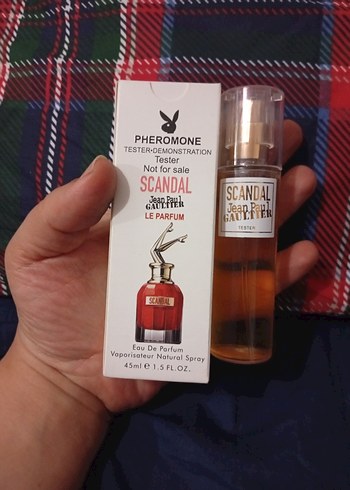 PHEROMONE
TESTER•DEMONSTRATION
Tester
Not for sale
SCANDAL
Jean Paul
GAULTIER
LE PARFUM
SCANDAL
Eau De Parfum
Vaporisateur Natural Spray
45ml e 1.5 FL.OZ.
SCANDAL
Jean Paul
GAULTIER
TESTER